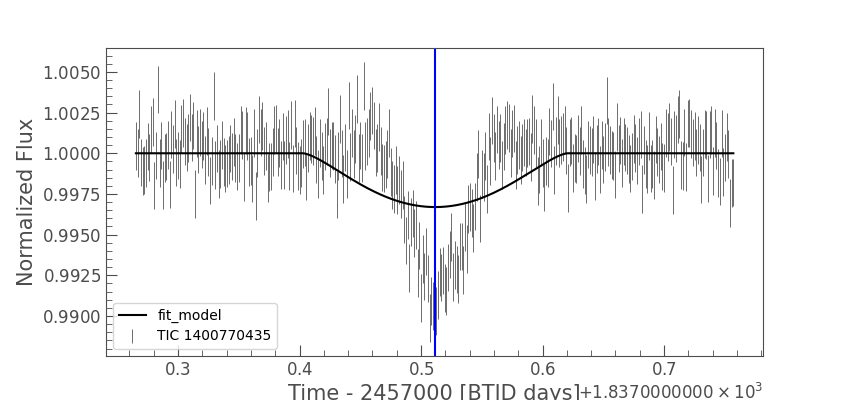 1.0050
1.0025
1.0000
0.9975
0.9950
0.9925
0.9900
Normalized Flux
fit_model
TIC 1400770435
0.3 0.4 0.5 0.6 0.7
Time - 2457000 [BTJD days]
+1.8370000000 × 10³